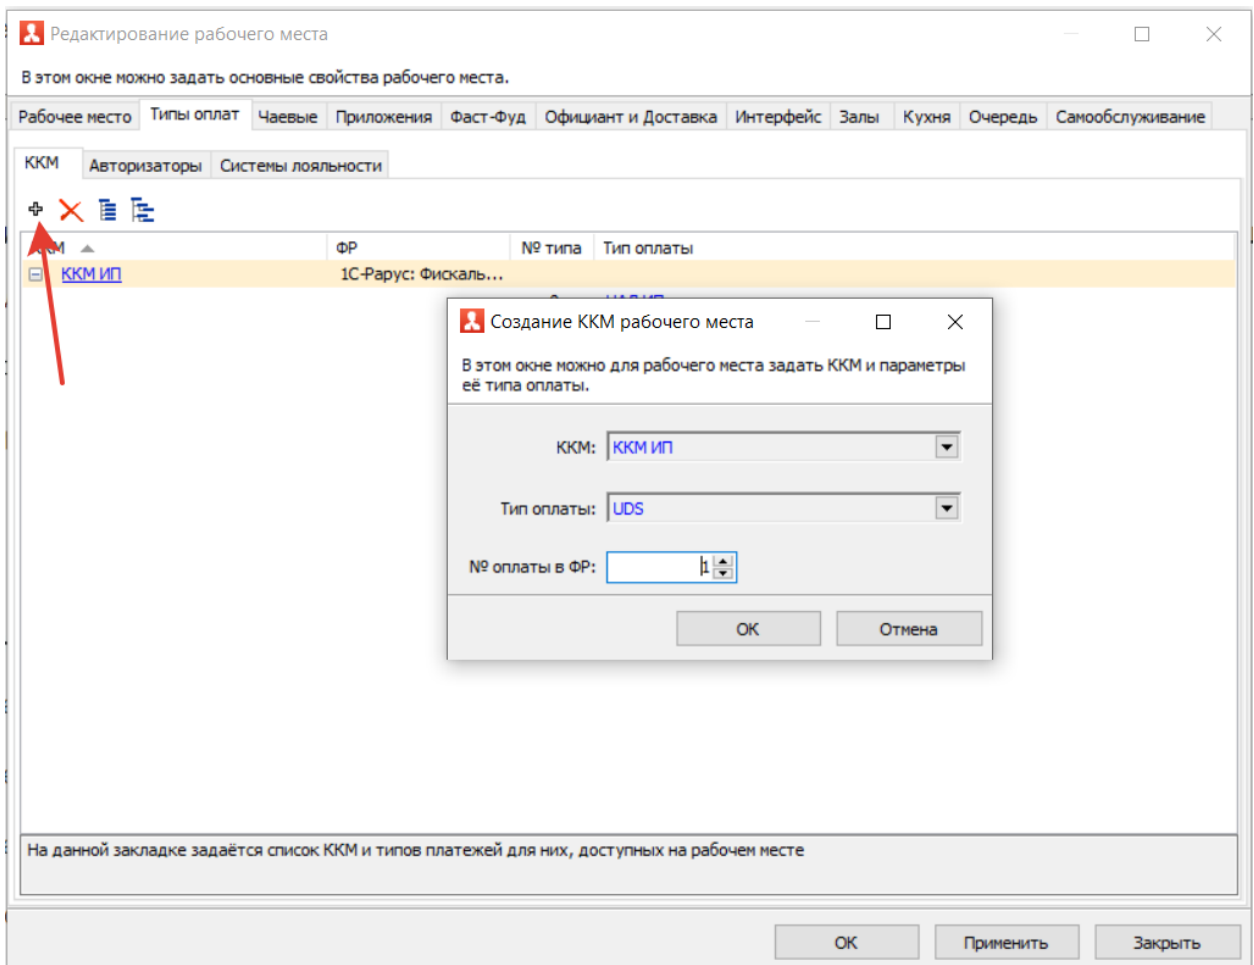 Редактирование рабочего места
В этом окне можно задать основные свойства рабочего места.
Рабочее место Типы оплат Чаевые Приложения Фаст-Фуд Официант и Доставка Интерфейс Залы Кухня Очередь Самообслуживание
ККМ Авторизаторы Системы лояльности
ККМ ФР № типа Тип оплаты
ККМ ИП 1С-Рарус: Фискаль...
Создание ККМ рабочего места
В этом окне можно для рабочего места задать ККМ и параметры
её типа оплаты.
ККМ: ККМ ИП
Тип оплаты: UDS
№ оплаты в ФР: 1
ОК Отмена
На данной закладке задаётся список ККМ и типов платежей для них, доступных на рабочем месте
ОК Применить Закрыть